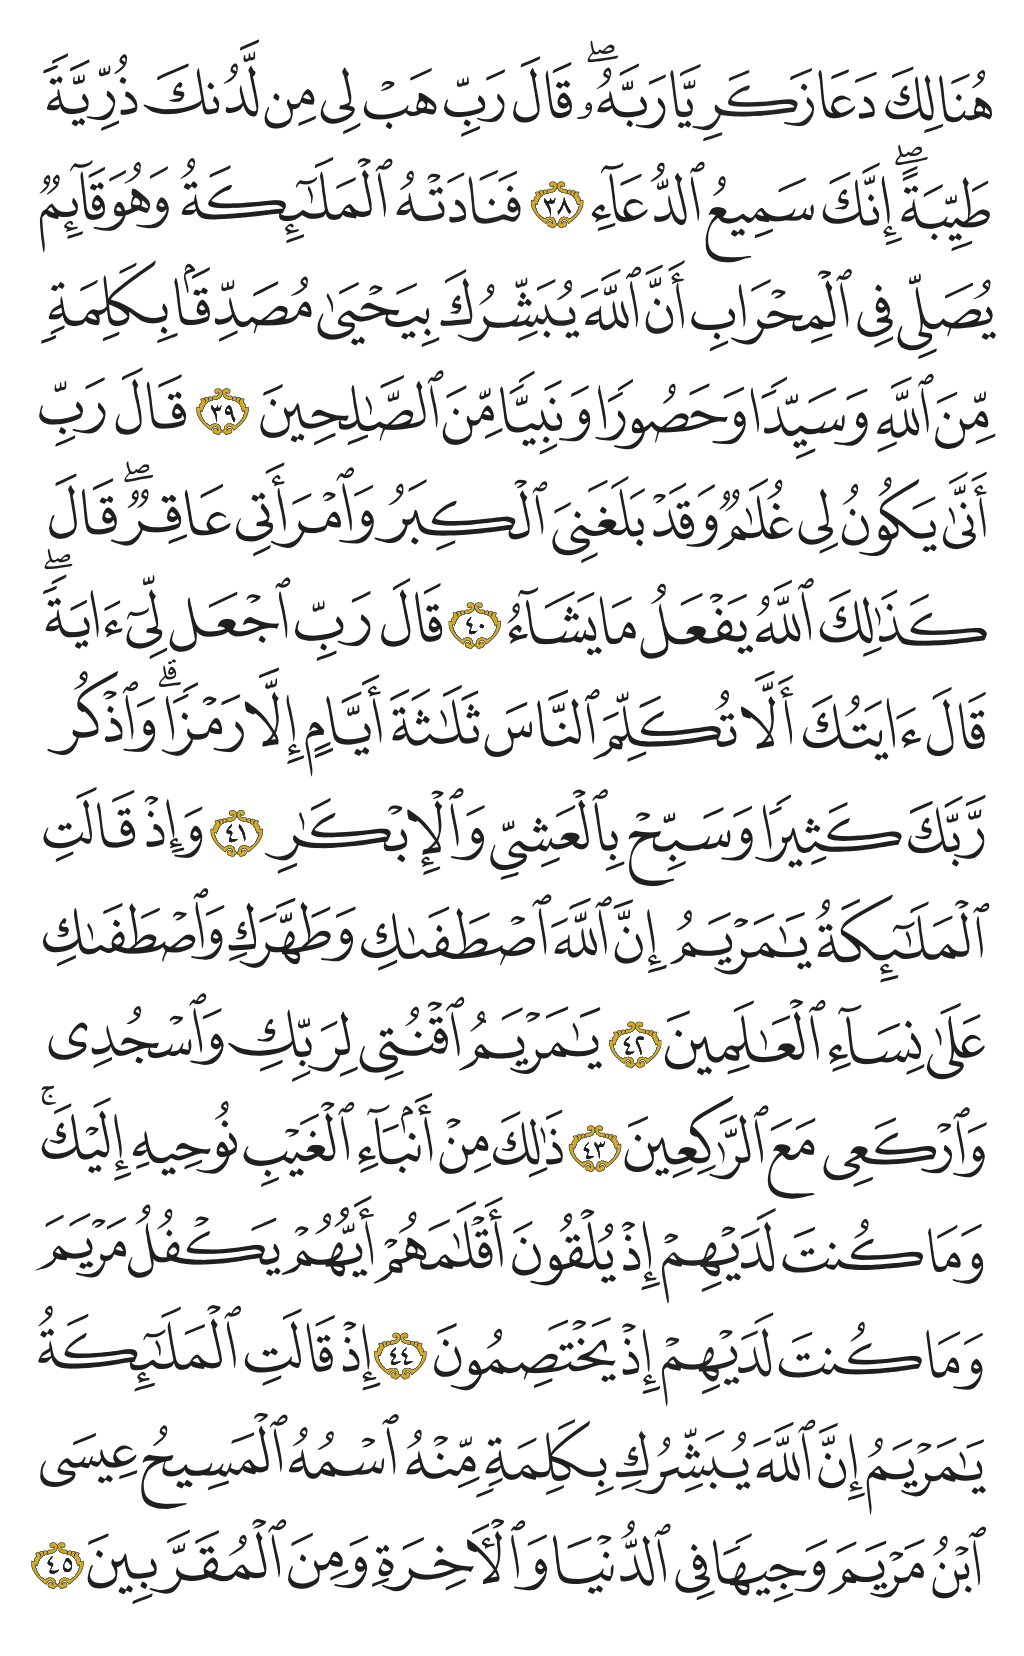 هُنَالِكَ دَعَا زَكَرِيَّا رَبَّهُۥۖ قَالَ رَبِّ هَبْ لِى مِن لَّدُنكَ ذُرِّيَّةً
طَيِّبَةًۖ إِنَّكَ سَمِيعُ ٱلدُّعَآءِ ٣٨ فَنَادَتْهُ ٱلْمَلَٰٓئِكَةُ وَهُوَ قَآئِمٌ
يُصَلِّى فِى ٱلْمِحْرَابِ أَنَّ ٱللَّهَ يُبَشِّرُكَ بِيَحْيَىٰ مُصَدِّقًۢا بِكَلِمَةٍ
مِّنَ ٱللَّهِ وَسَيِّدًا وَحَصُورًا وَنَبِيًّا مِّنَ ٱلصَّٰلِحِينَ ٣٩ قَالَ رَبِّ
أَنَّىٰ يَكُونُ لِى غُلَٰمٌ وَقَدْ بَلَغَنِىَ ٱلْكِبَرُ وَٱمْرَأَتِى عَاقِرٌۖ قَالَ
كَذَٰلِكَ ٱللَّهُ يَفْعَلُ مَا يَشَآءُ ٤٠ قَالَ رَبِّ ٱجْعَل لِّىٓ ءَايَةًۖ
قَالَ ءَايَتُكَ أَلَّا تُكَلِّمَ ٱلنَّاسَ ثَلَٰثَةَ أَيَّامٍ إِلَّا رَمْزًاۗ وَٱذْكُر
رَّبَّكَ كَثِيرًا وَسَبِّحْ بِٱلْعَشِىِّ وَٱلْإِبْكَٰرِ ٤١ وَإِذْ قَالَتِ
ٱلْمَلَٰٓئِكَةُ يَٰمَرْيَمُ إِنَّ ٱللَّهَ ٱصْطَفَىٰكِ وَطَهَّرَكِ وَٱصْطَفَىٰكِ
عَلَىٰ نِسَآءِ ٱلْعَٰلَمِينَ ٤٢ يَٰمَرْيَمُ ٱقْنُتِى لِرَبِّكِ وَٱسْجُدِى
وَٱرْكَعِى مَعَ ٱلرَّٰكِعِينَ ٤٣ ذَٰلِكَ مِنْ أَنۢبَآءِ ٱلْغَيْبِ نُوحِيهِ إِلَيْكَۚ
وَمَا كُنتَ لَدَيْهِمْ إِذْ يُلْقُونَ أَقْلَٰمَهُمْ أَيُّهُمْ يَكْفُلُ مَرْيَمَ
وَمَا كُنتَ لَدَيْهِمْ إِذْ يَخْتَصِمُونَ ٤٤ إِذْ قَالَتِ ٱلْمَلَٰٓئِكَةُ
يَٰمَرْيَمُ إِنَّ ٱللَّهَ يُبَشِّرُكِ بِكَلِمَةٍ مِّنْهُ ٱسْمُهُ ٱلْمَسِيحُ عِيسَى
ٱبْنُ مَرْيَمَ وَجِيهًا فِى ٱلدُّنْيَا وَٱلْءَاخِرَةِ وَمِنَ ٱلْمُقَرَّبِينَ ٤٥